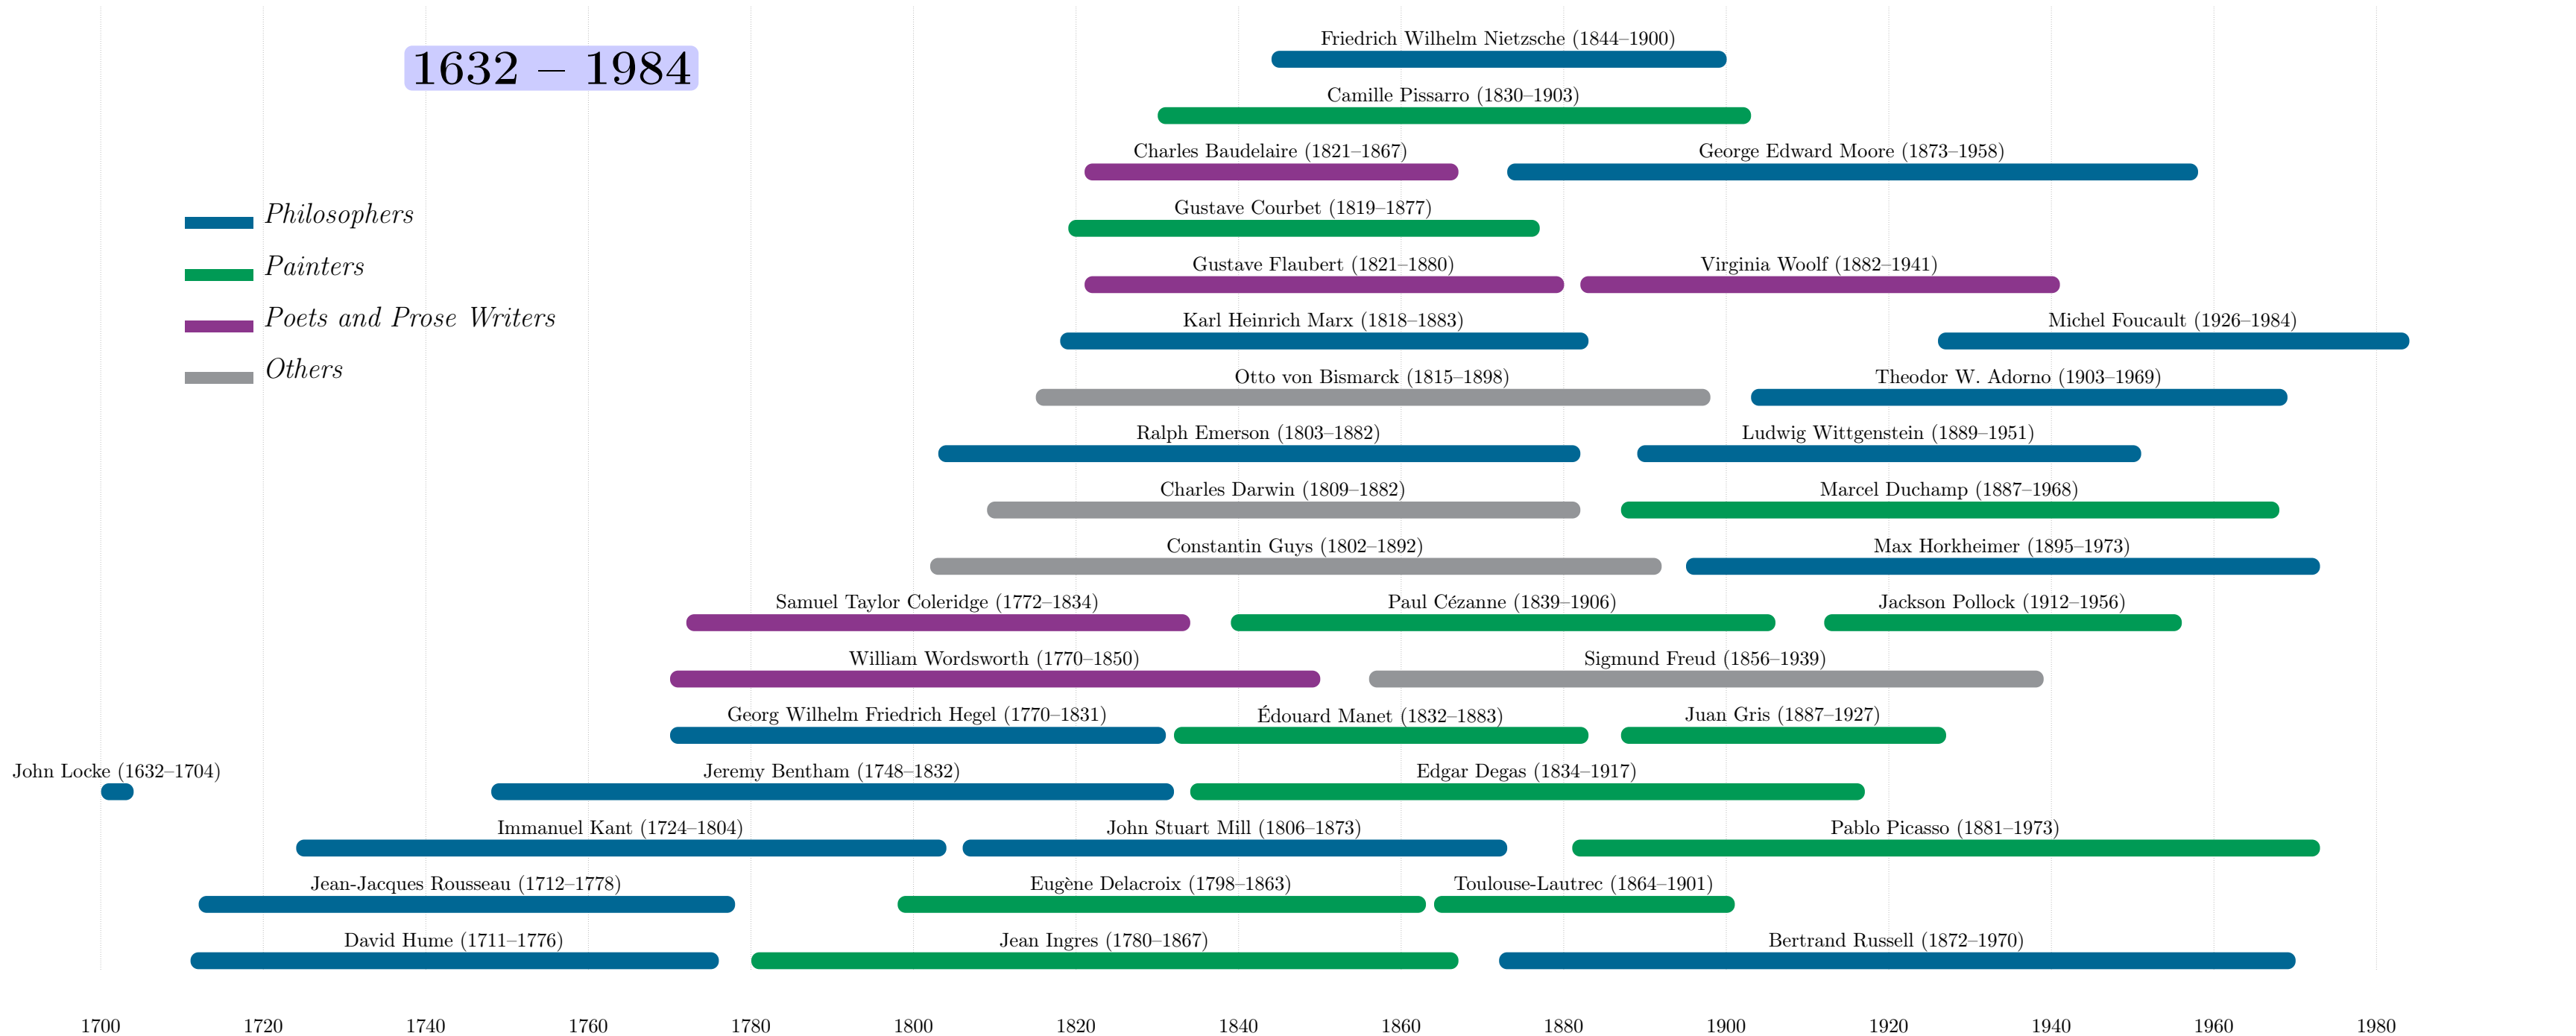 Friedrich Wilhelm Nietzsche (1844–1900)
1632 – 1984
Camille Pissarro (1830–1903)
Charles Baudelaire (1821–1867)
George Edward Moore (1873–1958)
Philosophers
Gustave Courbet (1819–1877)
Painters
Gustave Flaubert (1821–1880)
Virginia Woolf (1882–1941)
Poets and Prose Writers
Karl Heinrich Marx (1818–1883)
Michel Foucault (1926–1984)
Others
Otto von Bismarck (1815–1898)
Theodor W. Adorno (1903–1969)
Ralph Emerson (1803–1882)
Ludwig Wittgenstein (1889–1951)
Charles Darwin (1809–1882)
Marcel Duchamp (1887–1968)
Constantin Guys (1802–1892)
Max Horkheimer (1895–1973)
Samuel Taylor Coleridge (1772–1834)
Paul Cézanne (1839–1906)
Jackson Pollock (1912–1956)
William Wordsworth (1770–1850)
Sigmund Freud (1856–1939)
Georg Wilhelm Friedrich Hegel (1770–1831)
Édouard Manet (1832–1883)
Juan Gris (1887–1927)
John Locke (1632–1704)
Jeremy Bentham (1748–1832)
Edgar Degas (1834–1917)
Immanuel Kant (1724–1804)
John Stuart Mill (1806–1873)
Pablo Picasso (1881–1973)
Jean-Jacques Rousseau (1712–1778)
Eugène Delacroix (1798–1863)
Toulouse-Lautrec (1864–1901)
David Hume (1711–1776)
Jean Ingres (1780–1867)
Bertrand Russell (1872–1970)
1700 1720 1740 1760 1780 1800 1820 1840 1860 1880 1900 1920 1940 1960 1980